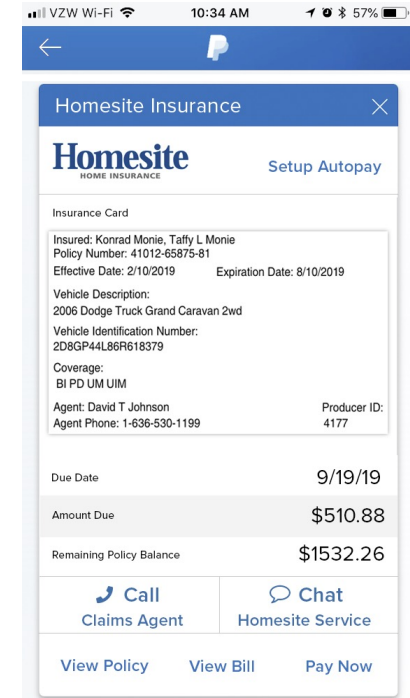 VZW Wi-Fi 10:34 AM 57%
Homesite Insurance
Homesite
HOME INSURANCE
Setup Autopay
Insurance Card
Insured: Konrad Monie, Taffy L Monie
Policy Number: 41012-65875-81
Effective Date: 2/10/2019 Expiration Date: 8/10/2019
Vehicle Description:
2006 Dodge Truck Grand Caravan 2wd
Vehicle Identification Number:
2D8GP44L86R618379
Coverage:
BI PD UM UIM
Agent: David T Johnson Producer ID:
Agent Phone: 1-636-530-1199 4177
Due Date 9/19/19
Amount Due $510.88
Remaining Policy Balance $1532.26
Call Chat
Claims Agent Homesite Service
View Policy View Bill Pay Now